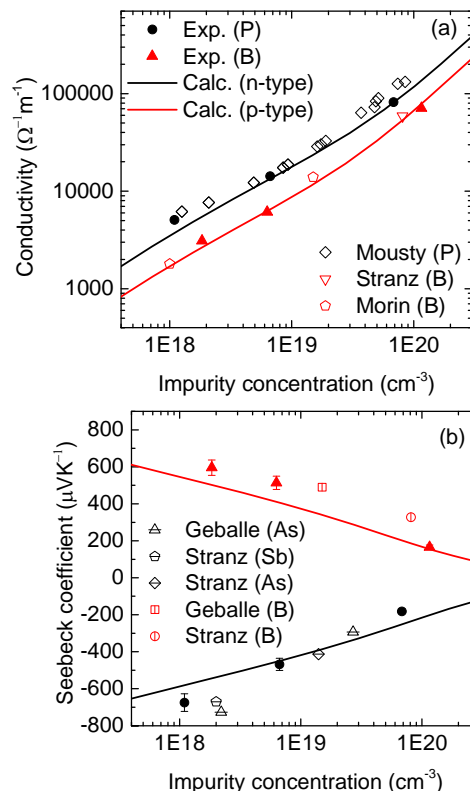 (a)
Exp. (P)
Exp. (B)
Calc. (n-type)
Calc. (p-type)
100000
10000
1000
Conductivity (Ω⁻¹m⁻¹)
Mousty (P)
Stranz (B)
Morin (B)
1E18 1E19 1E20
Impurity concentration (cm⁻³)
(b)
800
600
400
200
0
-200
-400
-600
-800
Seebeck coefficient (μVK⁻¹)
Geballe (As)
Stranz (Sb)
Stranz (As)
Geballe (B)
Stranz (B)
1E18 1E19 1E20
Impurity concentration (cm⁻³)